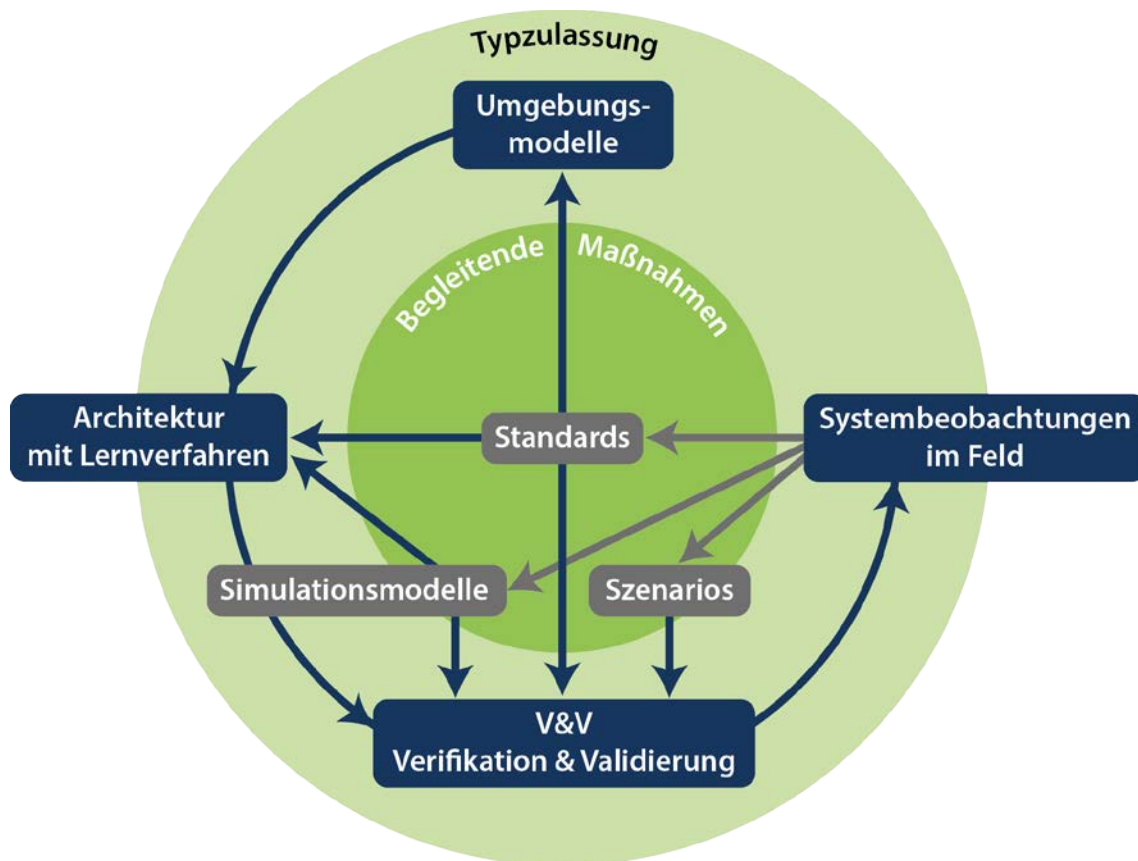 Typzulassung
Umgebungs-
modelle
Begleitende Maßnahmen
Architektur
mit Lernverfahren
Standards
Systembeobachtungen
im Feld
Simulationsmodelle
Szenarios
V&V
Verifikation & Validierung